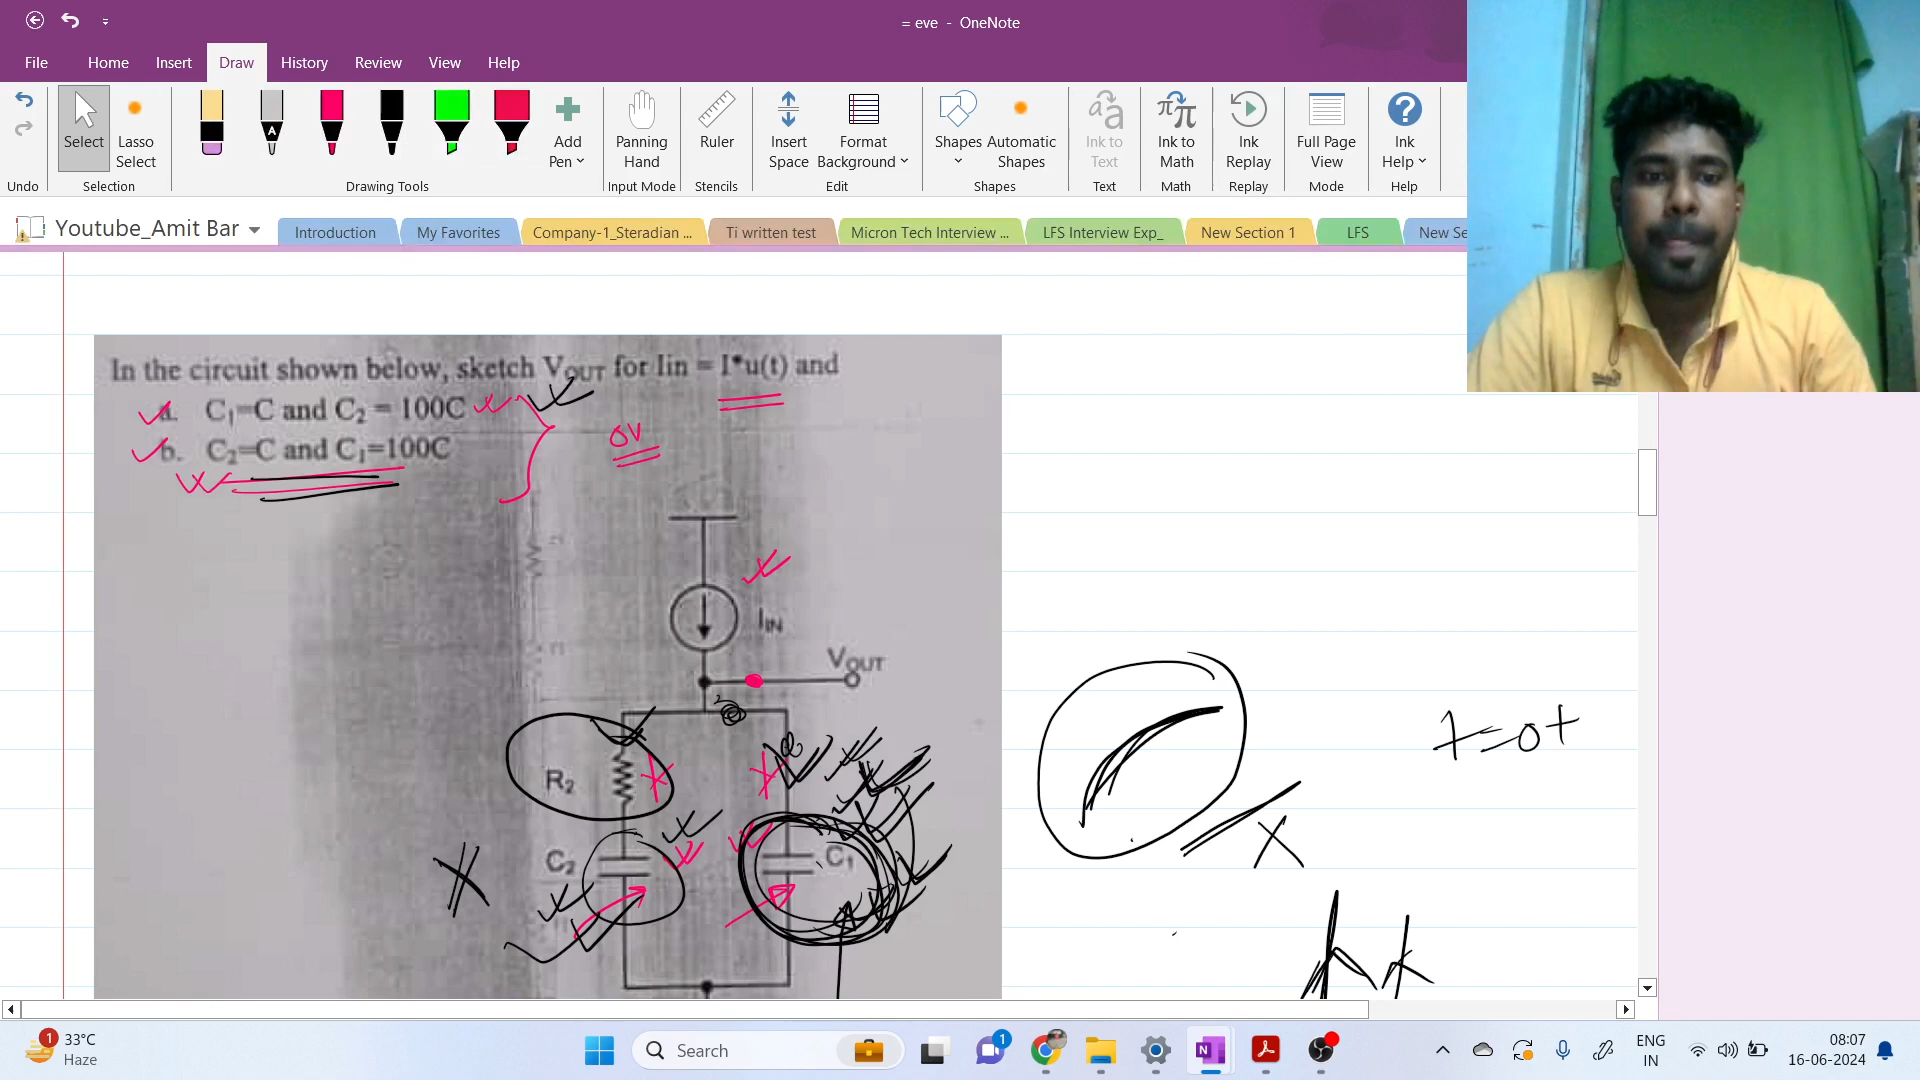 = eve - OneNote
File Home Insert Draw History Review View Help
Select
Lasso Select
A
Add Pen
Panning Hand
Ruler
Insert Space
Format Background
Shapes
Automatic Shapes
Ink to Text
Ink to Math
Ink Replay
Full Page View
Ink Help
Undo Selection Drawing Tools Input Mode Stencils Edit Shapes Text Math Replay Mode Help
Youtube_Amit Bar Introduction My Favorites Company-1_Steradian ... Ti written test Micron Tech Interview ... LFS Interview Exp_ New Section 1 LFS New Se
In the circuit shown below, sketch VOUT for Iin = I*u(t) and
a. C1=C and C2 = 100C
b. C2=C and C1=100C
0V
IIN
VOUT
R2
t=0+
C2
C1
1
33°C
Haze
Search
1
ENG
IN
08:07
16-06-2024